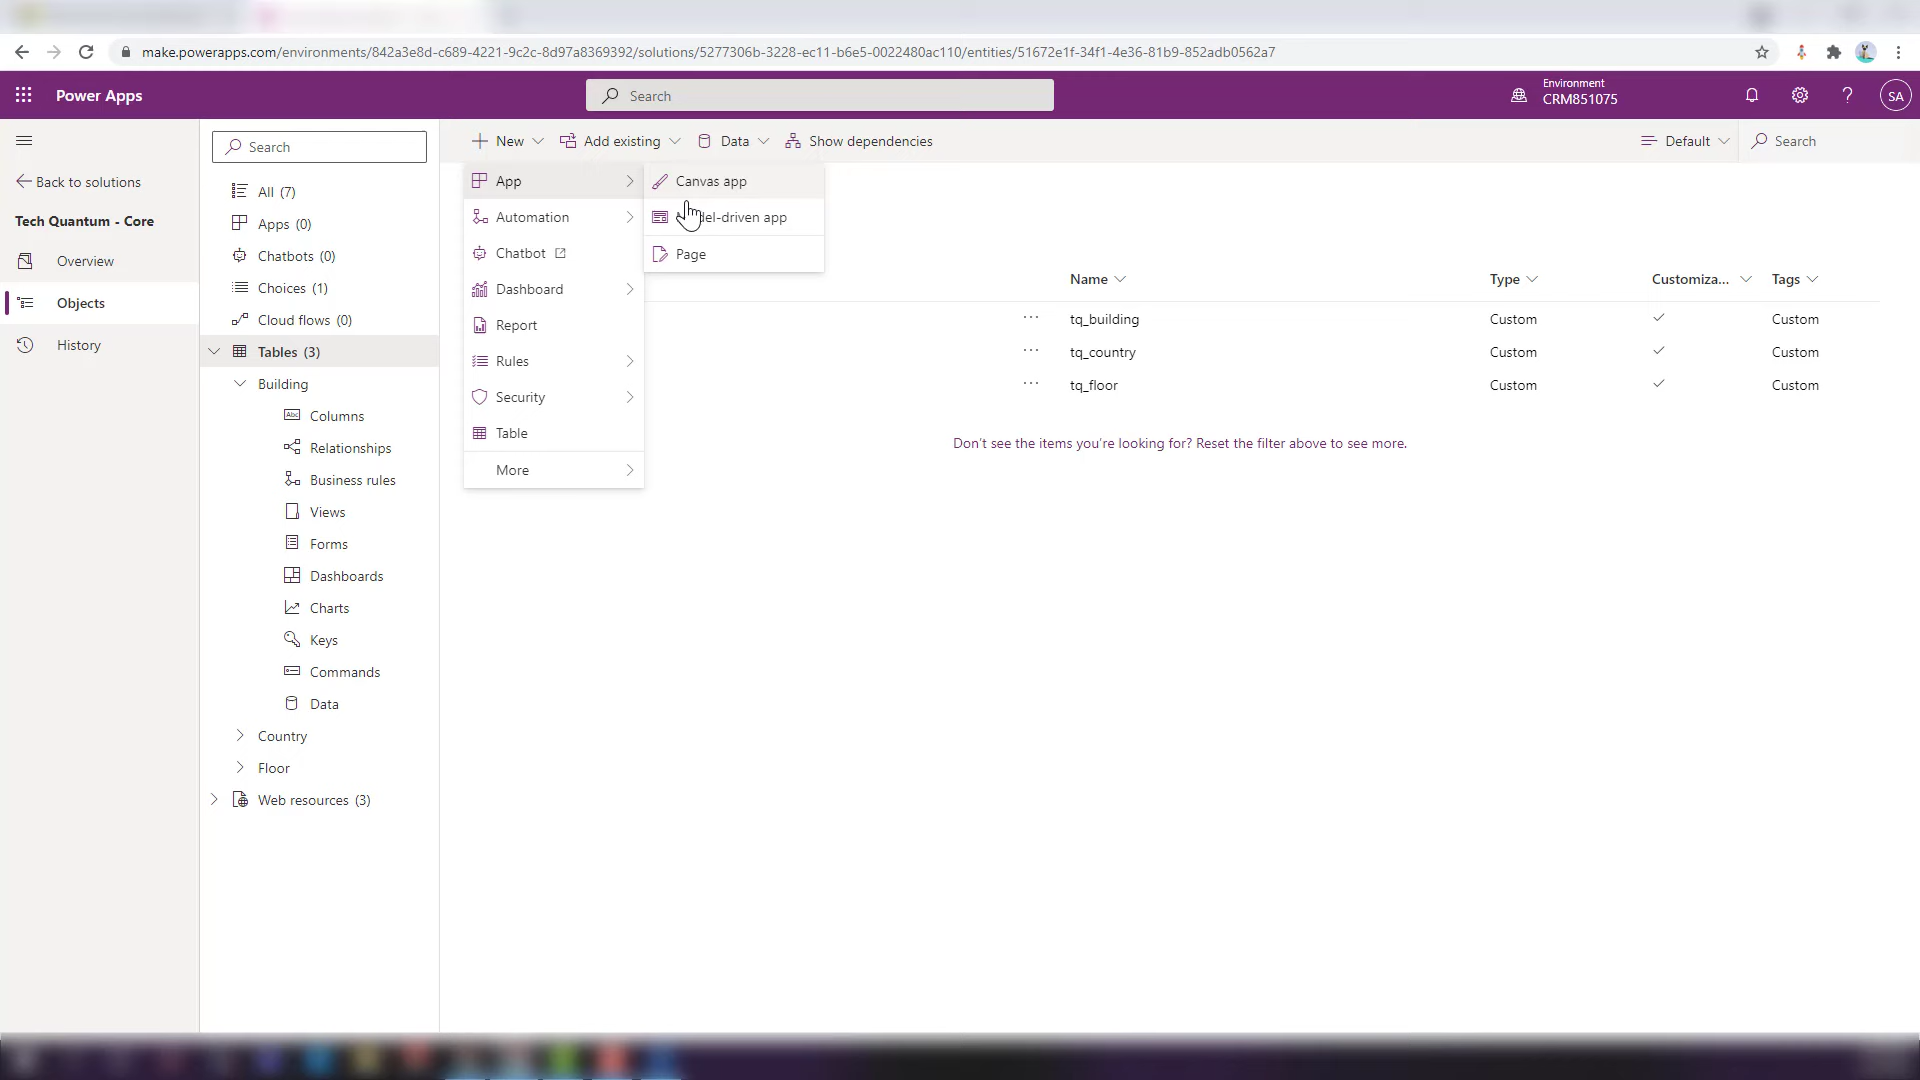 make.powerapps.com/environments/842a3e8d-c689-4221-9c2c-8d97a8369392/solutions/5277306b-3228-ec11-b6e5-0022480ac110/entities/51672e1f-34f1-4e36-81b9-852adb0562a7
Power Apps
Search
Environment
CRM851075
?
SA
Search
New
Add existing
Data
Show dependencies
Default
Search
Back to solutions
Tech Quantum - Core
Overview
Objects
History
All (7)
Apps (0)
Chatbots (0)
Choices (1)
Cloud flows (0)
Tables (3)
Building
Abc
Columns
Relationships
Business rules
Views
Forms
Dashboards
Charts
Keys
Commands
Data
Country
Floor
Web resources (3)
App
Automation
Chatbot
Dashboard
Report
Rules
Security
Table
More
Canvas app
del-driven app
Page
Name
Type
Customiza...
Tags
tq_building
Custom
Custom
tq_country
Custom
Custom
tq_floor
Custom
Custom
Don't see the items you're looking for? Reset the filter above to see more.